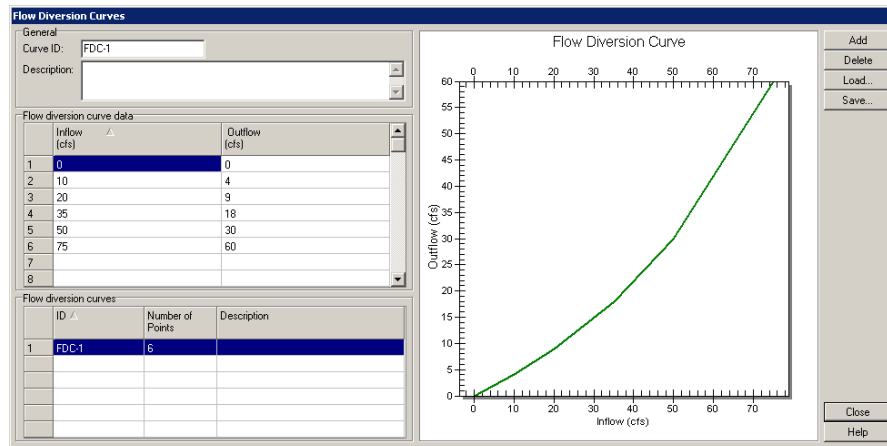 Flow Diversion Curves
General
Curve ID: FDC-1
Description:
Flow diversion curve data
Inflow (cfs) Outflow (cfs)
1 0 0
2 10 4
3 20 9
4 35 18
5 50 30
6 75 60
7
8
Flow diversion curves
ID Number of Points Description
1 FDC-1 6
Flow Diversion Curve
0 10 20 30 40 50 60 70
60
55
50
45
40
35
30
25
20
15
10
5
0
Outflow (cfs)
0 10 20 30 40 50 60 70
Inflow (cfs)
Add
Delete
Load...
Save...
Close
Help